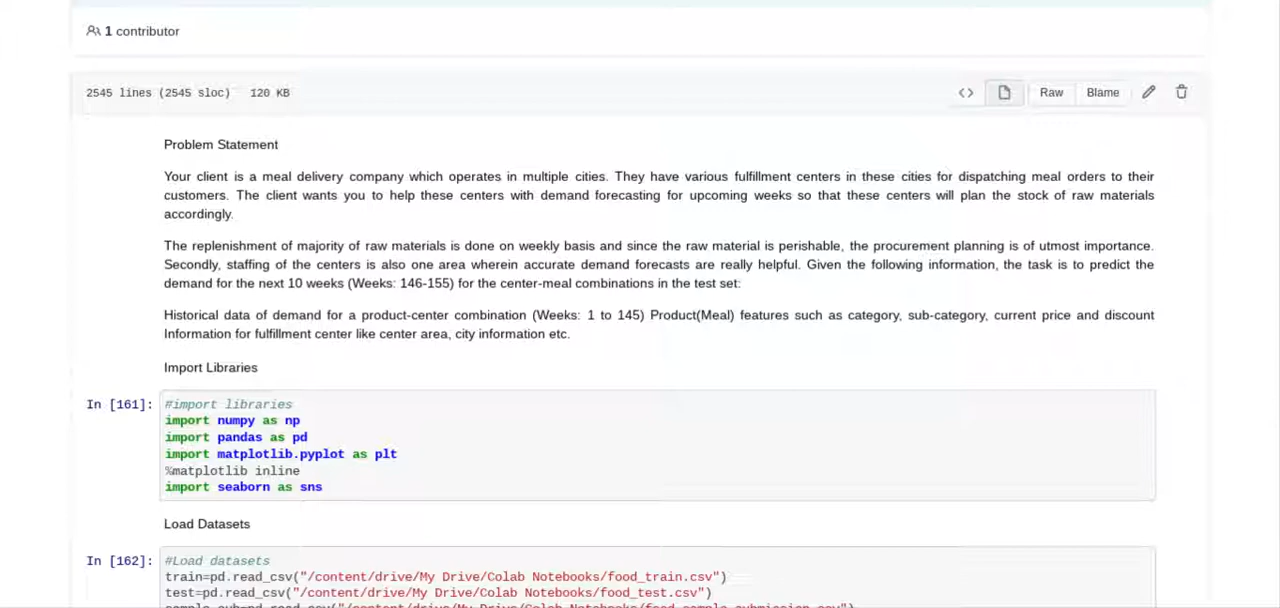 1 contributor
2545 lines (2545 sloc) 120 KB
<> Raw Blame
Problem Statement
Your client is a meal delivery company which operates in multiple cities. They have various fulfillment centers in these cities for dispatching meal orders to their
customers. The client wants you to help these centers with demand forecasting for upcoming weeks so that these centers will plan the stock of raw materials
accordingly.
The replenishment of majority of raw materials is done on weekly basis and since the raw material is perishable, the procurement planning is of utmost importance.
Secondly, staffing of the centers is also one area wherein accurate demand forecasts are really helpful. Given the following information, the task is to predict the
demand for the next 10 weeks (Weeks: 146-155) for the center-meal combinations in the test set:
Historical data of demand for a product-center combination (Weeks: 1 to 145) Product(Meal) features such as category, sub-category, current price and discount
Information for fulfillment center like center area, city information etc.
Import Libraries
In [161]: #import libraries
import numpy as np
import pandas as pd
import matplotlib.pyplot as plt
%matplotlib inline
import seaborn as sns
Load Datasets
In [162]: #Load datasets
train=pd.read_csv("/content/drive/My Drive/Colab Notebooks/food_train.csv")
test=pd.read_csv("/content/drive/My Drive/Colab Notebooks/food_test.csv")
sample_sub=pd.read_csv("/content/drive/My Drive/Colab Notebooks/food_sample_submission.csv")